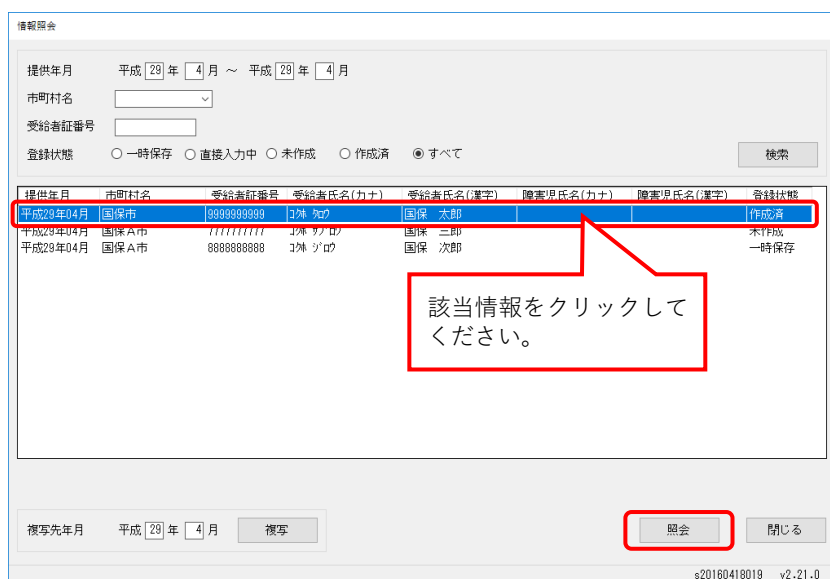 情報照会
提供年月 平成 29 年 4 月 ～ 平成 29 年 4 月
市町村名
受給者証番号
登録状態 一時保存 直接入力中 未作成 作成済 すべて 検索
提供年月 市町村名 受給者証番号 受給者氏名(カナ) 受給者氏名(漢字) 障害児氏名(カナ) 障害児氏名(漢字) 登録状態
平成29年04月 国保市 9999999999 ｺｸﾎ ﾀﾛｳ 国保 太郎 作成済
平成29年04月 国保A市 7777777777 ｺｸﾎ ｻﾌﾞﾛｳ 国保 三郎 未作成
平成29年04月 国保A市 8888888888 ｺｸﾎ ｼﾞﾛｳ 国保 次郎 一時保存
該当情報をクリックして
ください。
複写先年月 平成 29 年 4 月 複写 照会 閉じる
s20160418019 v2.21.0